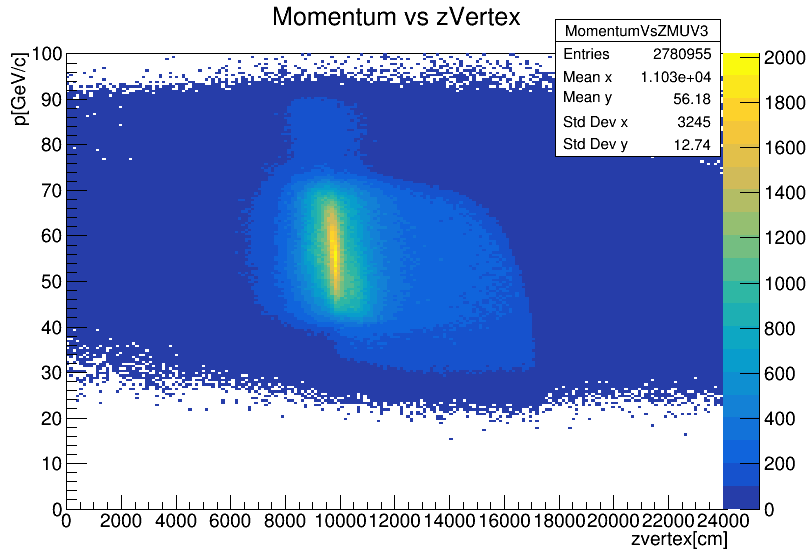 Momentum vs zVertex
MomentumVsZMUV3
Entries 2780955
Mean x 1.103e+04
Mean y 56.18
Std Dev x 3245
Std Dev y 12.74
p[GeV/c]
100
90
80
70
60
50
40
30
20
10
0
2000
1800
1600
1400
1200
1000
800
600
400
200
0
0 2000 4000 6000 8000 10000 12000 14000 16000 18000 20000 22000 24000
zvertex[cm]